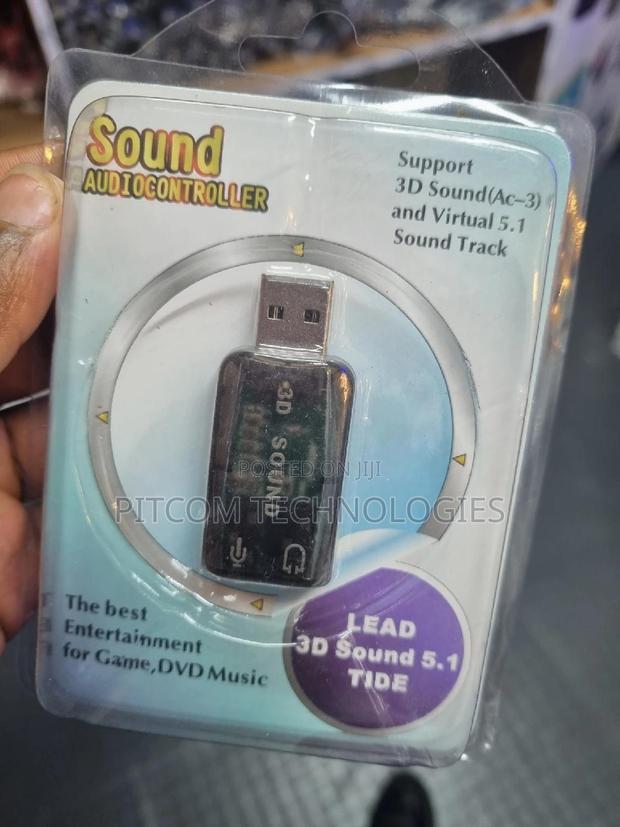 Sound
AUDIOCONTROLLER
Support
3D Sound(Ac-3)
and Virtual 5.1
Sound Track
3D SOUND
POSTED ON JIJI
PITCOM TECHNOLOGIES
The best
Entertainment
for Game,DVD Music
LEAD
3D Sound 5.1
TIDE